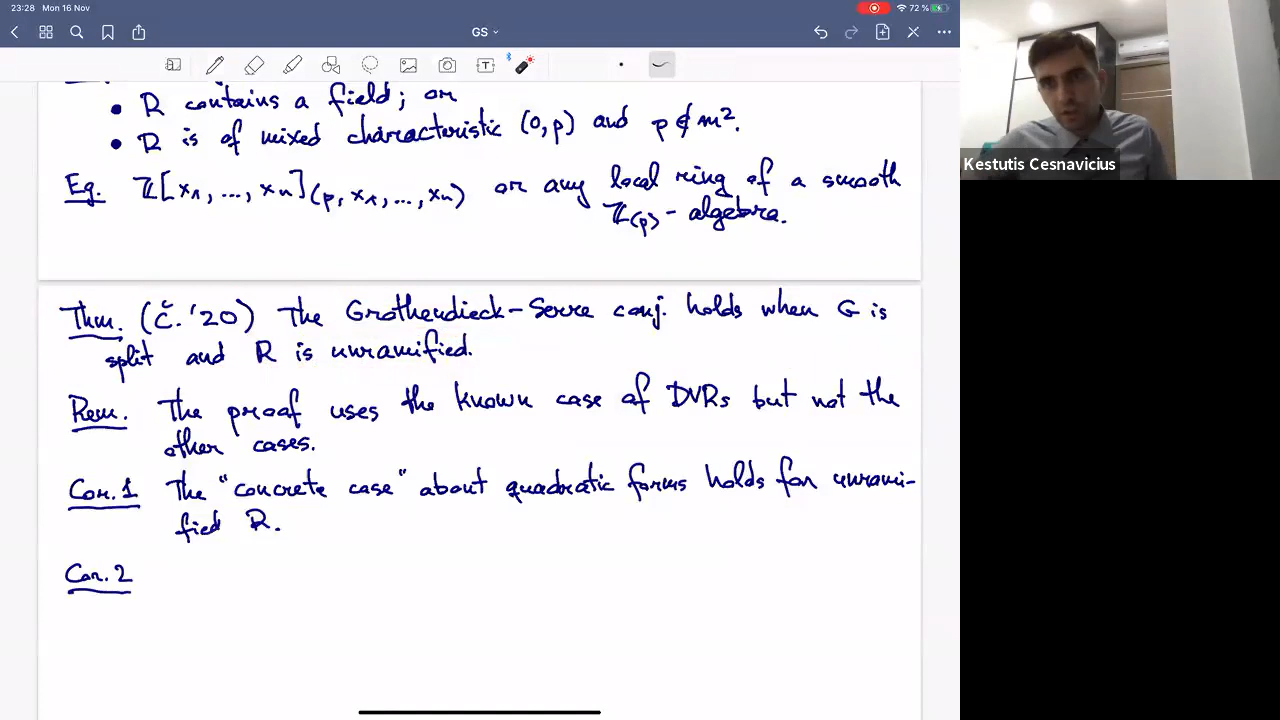 23:28 Mon 16 Nov
72 %
GS
• R contains a field; or
• R is of mixed characteristic (0,p) and p ∉ m².
Eg. ℤ[x₁, ..., xₙ]₍ₚ, ₓ₁, ..., ₓₙ₎ or any local ring of a smooth
ℤ₍ₚ₎ - algebra.
Thm. (Č. '20) The Grothendieck-Serre conj. holds when G is
split and R is unramified.
Rem. The proof uses the known case of DVRs but not the
other cases.
Cor. 1 The "concrete case" about quadratic forms holds for unrami-
fied R.
Cor. 2
Kestutis Cesnavicius